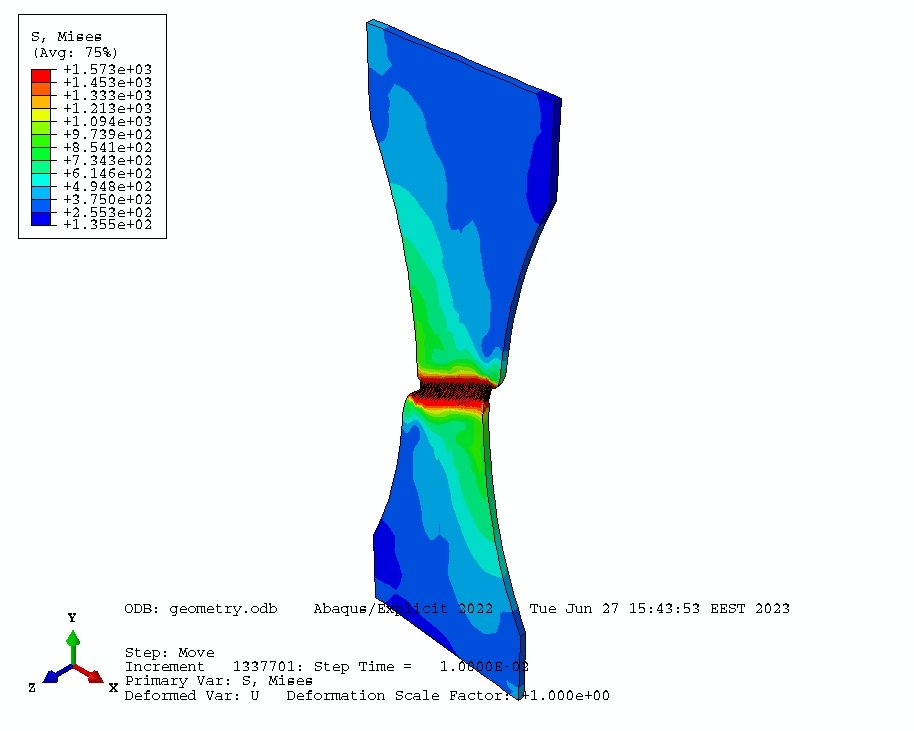 S, Mises
(Avg: 75%)
+1.573e+03
+1.453e+03
+1.333e+03
+1.213e+03
+1.094e+03
+9.739e+02
+8.541e+02
+7.343e+02
+6.146e+02
+4.948e+02
+3.750e+02
+2.553e+02
+1.355e+02
ODB: geometry.odb Abaqus/Explicit 2022 Tue Jun 27 15:43:53 EEST 2023
Y
Z
X
Step: Move
Increment 1337701: Step Time = 1.0000E-02
Primary Var: S, Mises
Deformed Var: U Deformation Scale Factor: +1.000e+00